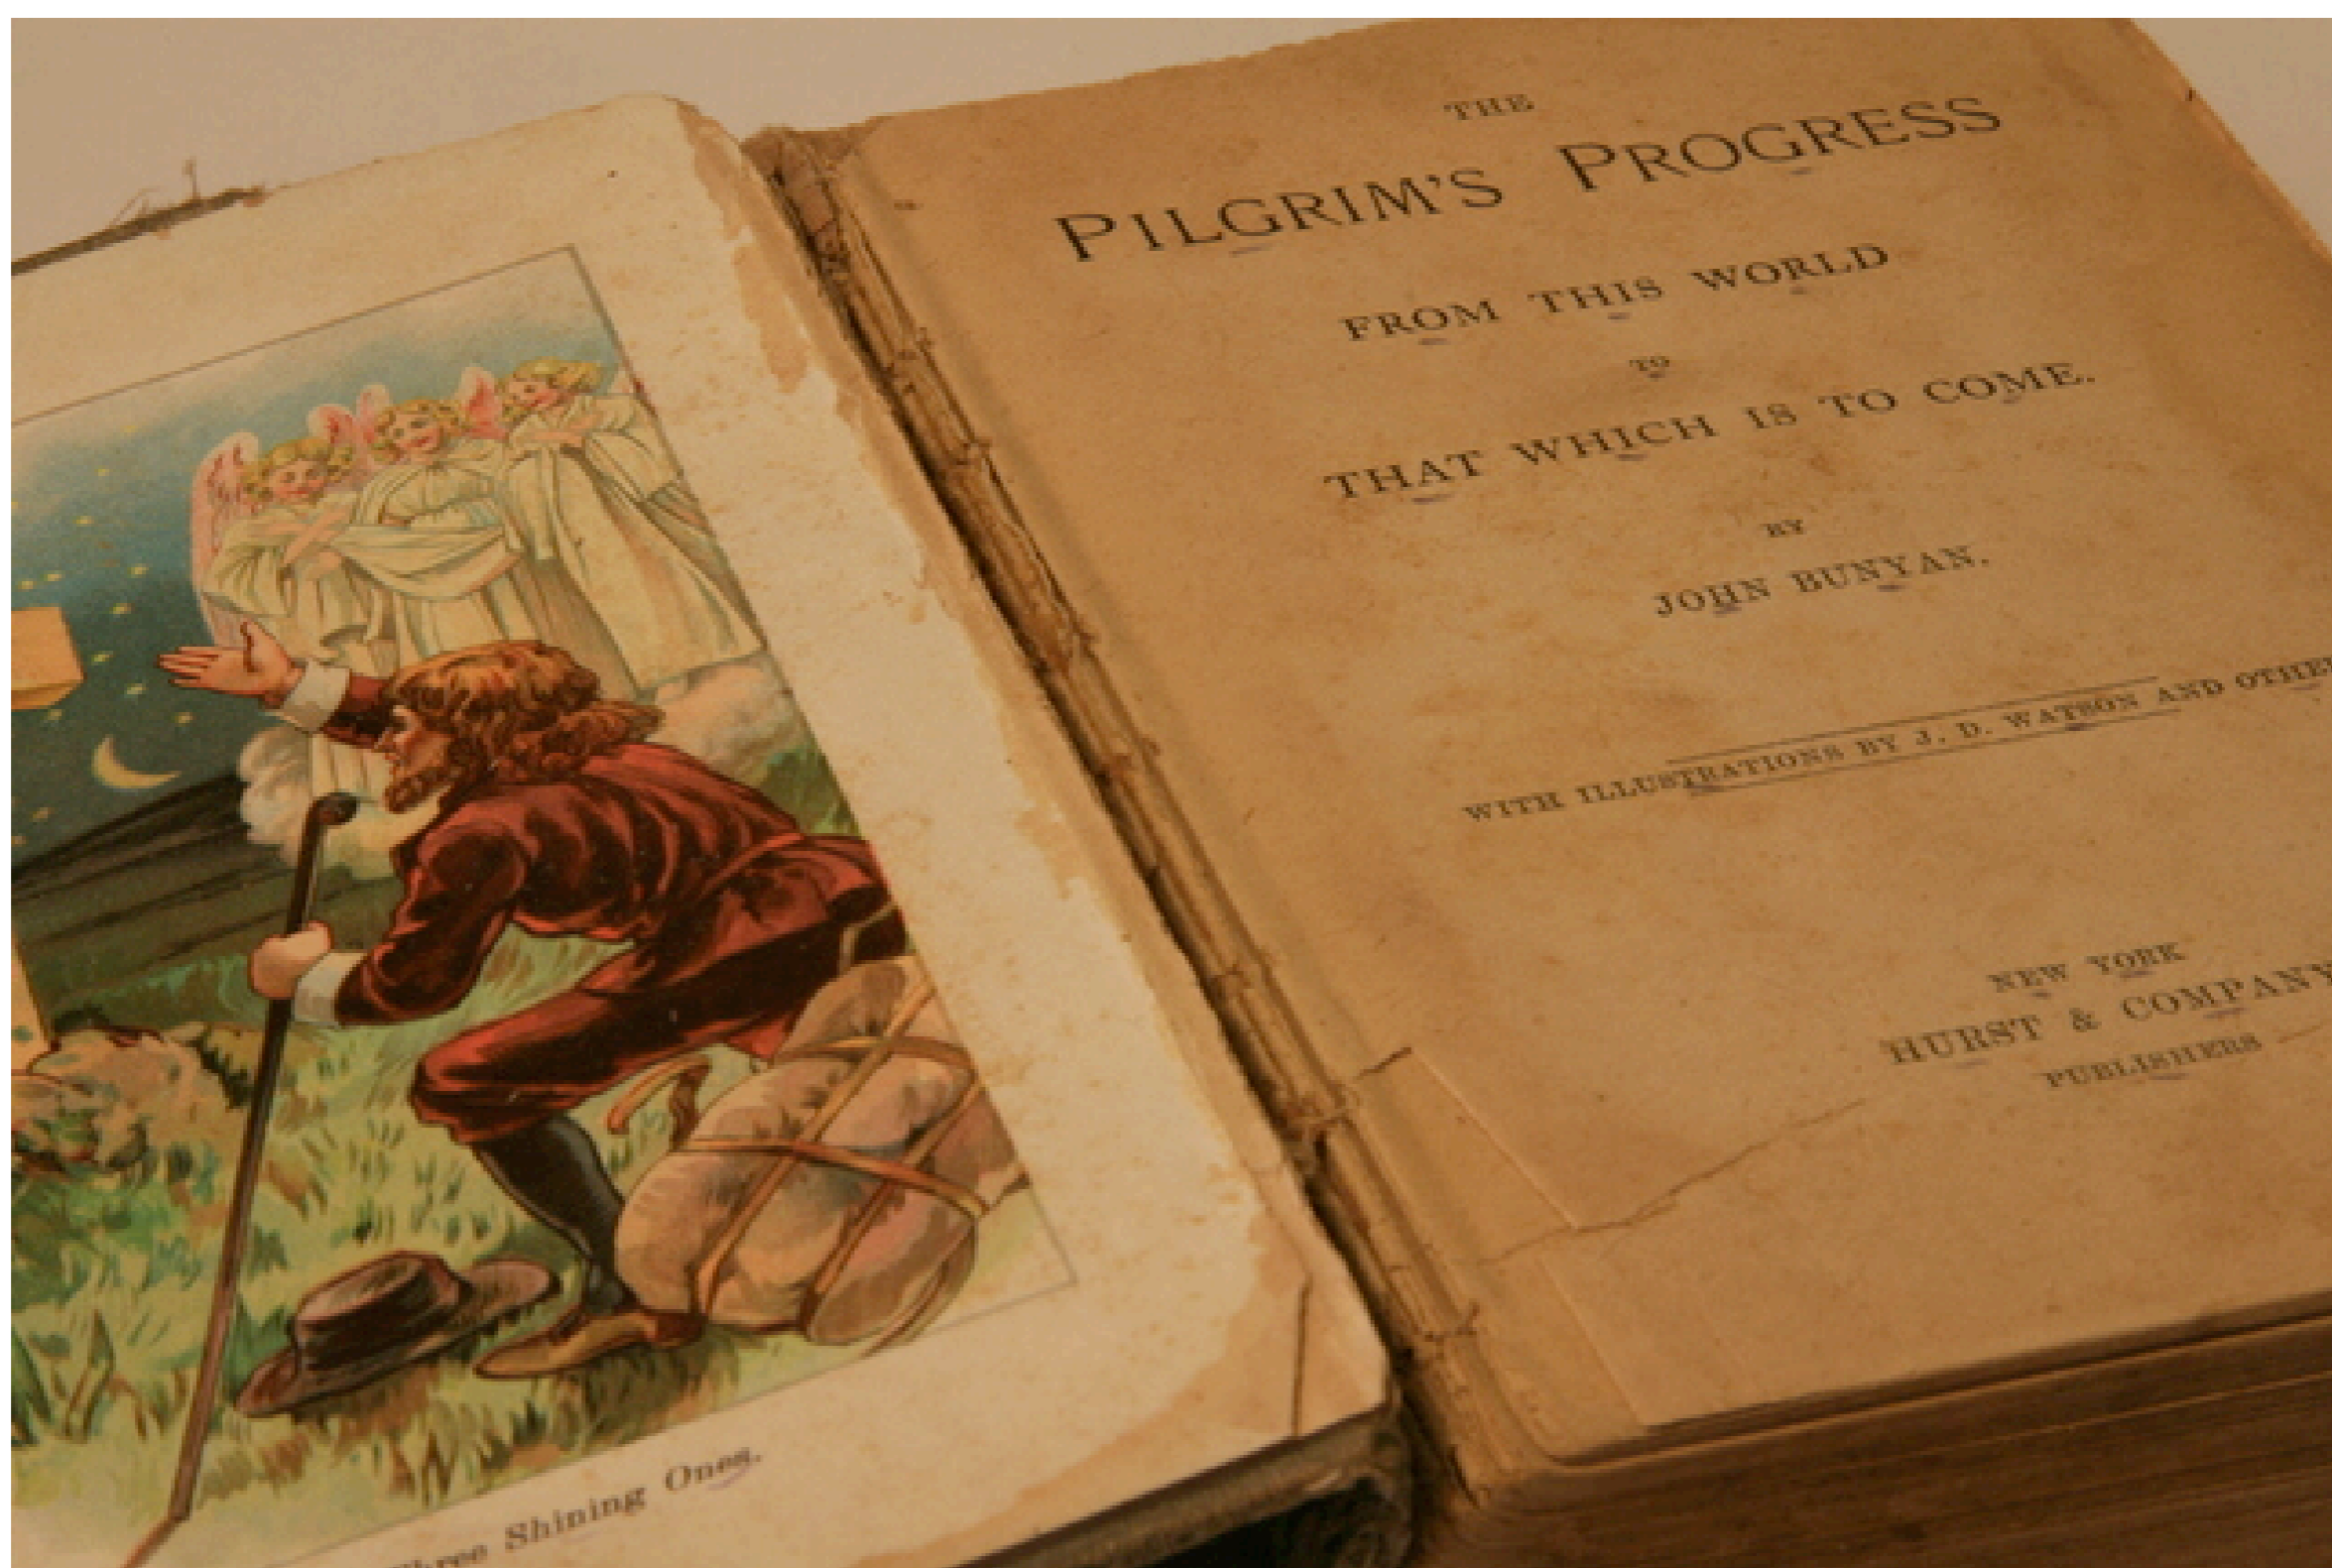 Three Shining Ones.
THE
PILGRIM'S PROGRESS
FROM THIS WORLD
TO
THAT WHICH IS TO COME.
BY
JOHN BUNYAN.
WITH ILLUSTRATIONS BY J. D. WATSON AND
NEW YORK
HURST & COMPANY
PUBLISHERS